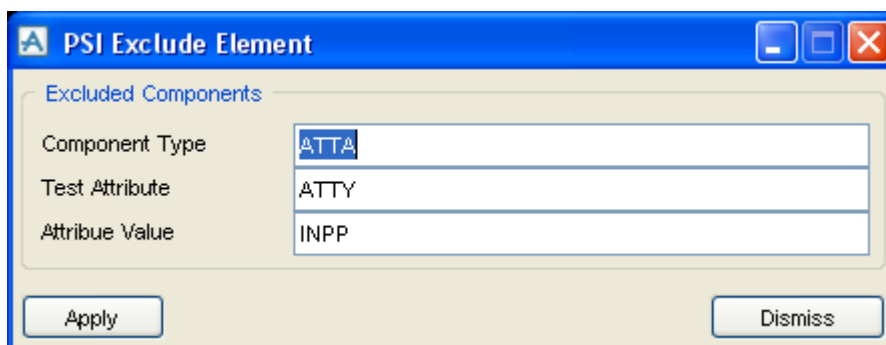 PSI Exclude Element
Excluded Components
Component Type ATTA
Test Attribute ATTY
Attribue Value INPP
Apply Dismiss